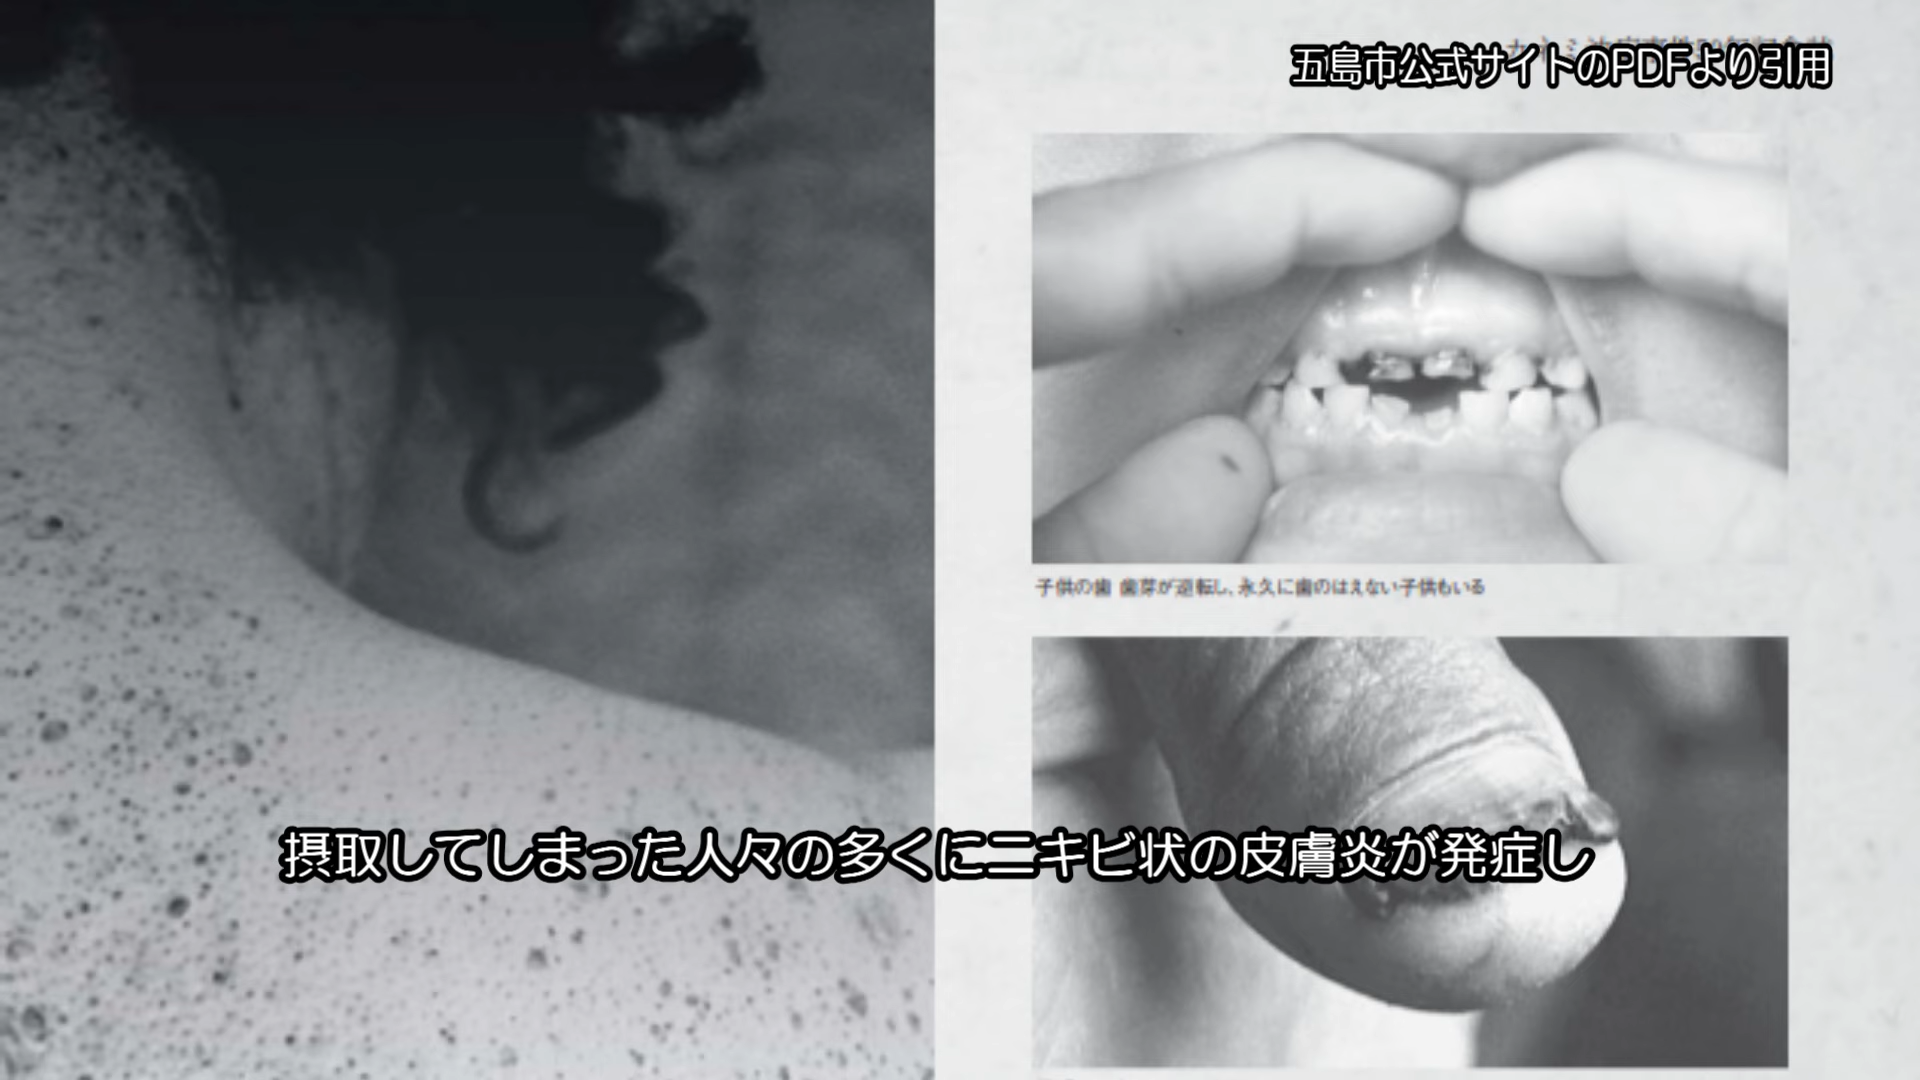 五島市公式サイトのPDFより引用
子供の歯 歯芽が逆転し、永久に歯のはえない子供もいる
摂取してしまった人々の多くにニキビ状の皮膚炎が発症し